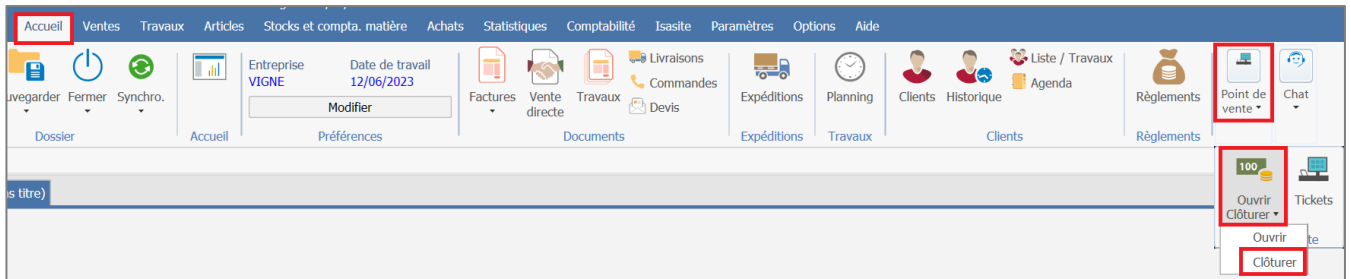 Accueil Ventes Travaux Articles Stocks et compta. matière Achats Statistiques Comptabilité Isasite Paramètres Options Aide
Entreprise Date de travail
VIGNE 12/06/2023
Modifier
Préférences
uvegarder Fermer Synchro.
Dossier
Accueil
Factures Vente directe Travaux
Livraisons
Commandes
Devis
Documents
Expéditions
Expéditions
Planning
Travaux
Clients Historique
Liste / Travaux
Agenda
Clients
Règlements
Règlements
Point de
vente
Chat
s titre)
100
Ouvrir
Clôturer
Tickets
Ouvrir
te
Clôturer